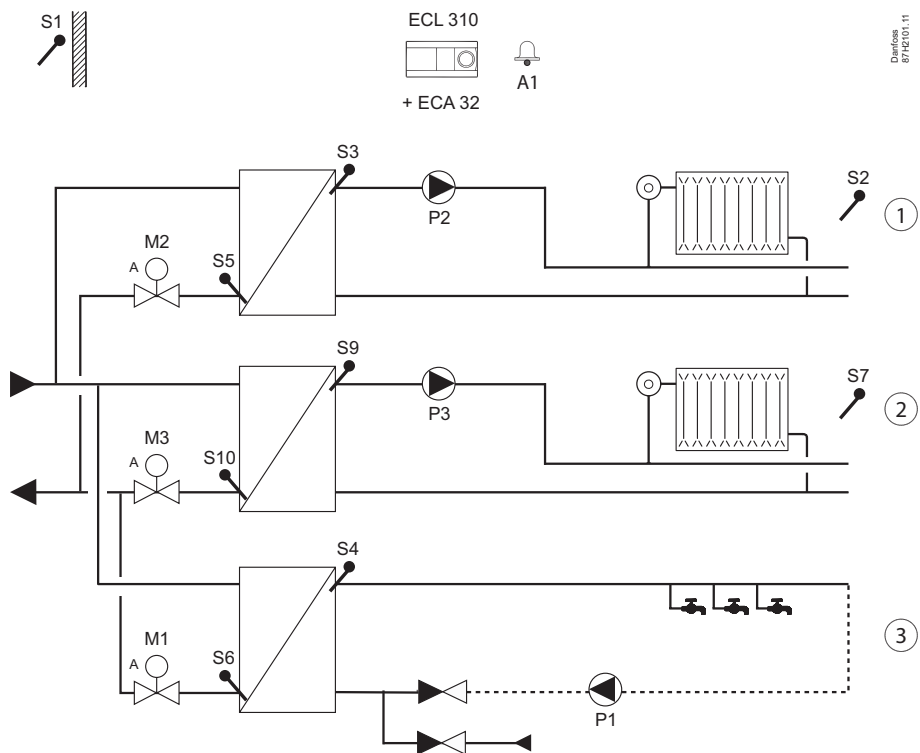 S1
ECL 310
+ ECA 32
A1
Danfoss
87H2101.11
S3
P2
S2
1
M2
A
S5
S9
P3
S7
2
M3
A
S10
S4
3
M1
A
S6
P1